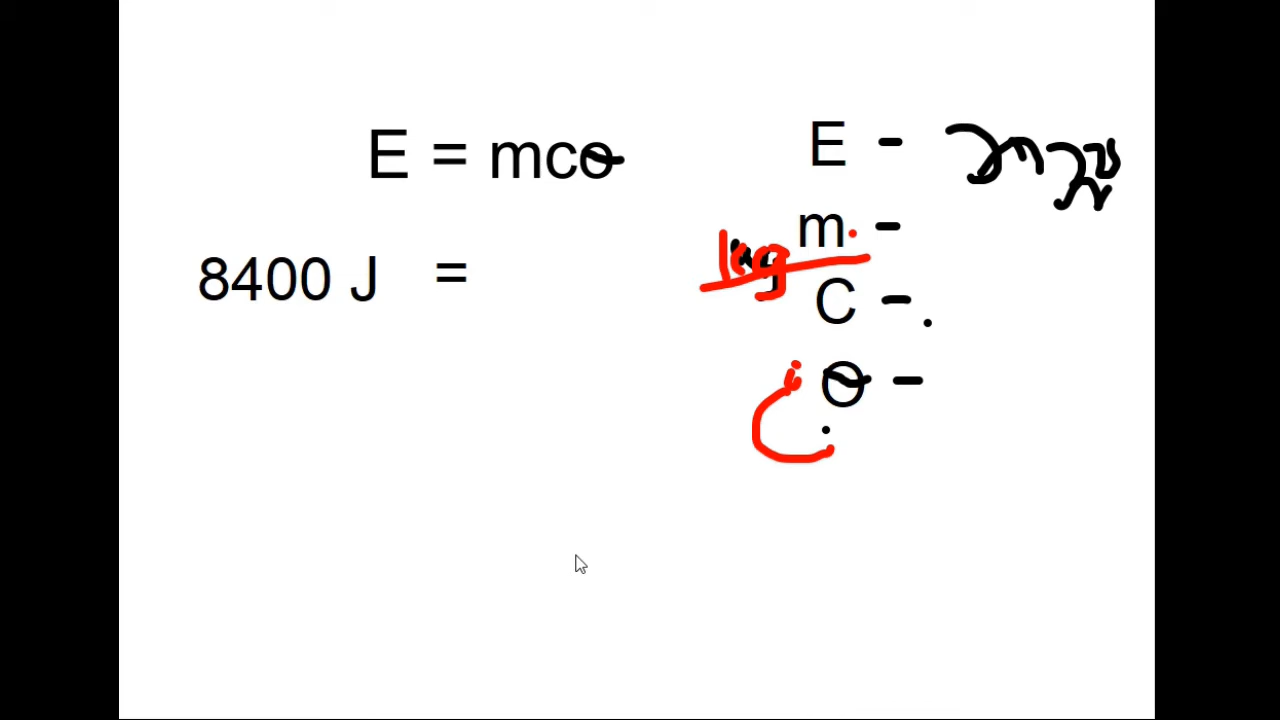 E = mcΘ
8400 J =
E -
m -
kg
C -
Θ -